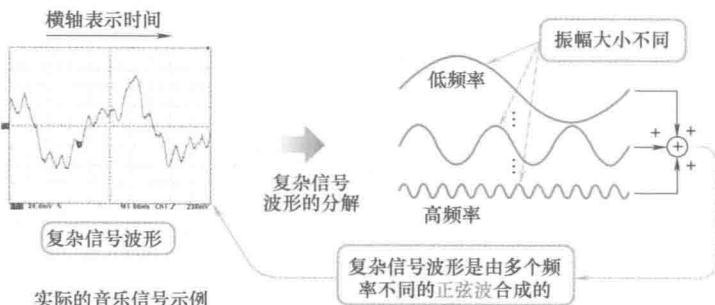 横轴表示时间
复杂信号波形
实际的音乐信号示例
复杂信号
波形的分解
振幅大小不同
低频率
高频率
+
+
+
复杂信号波形是由多个频
率不同的正弦波合成的